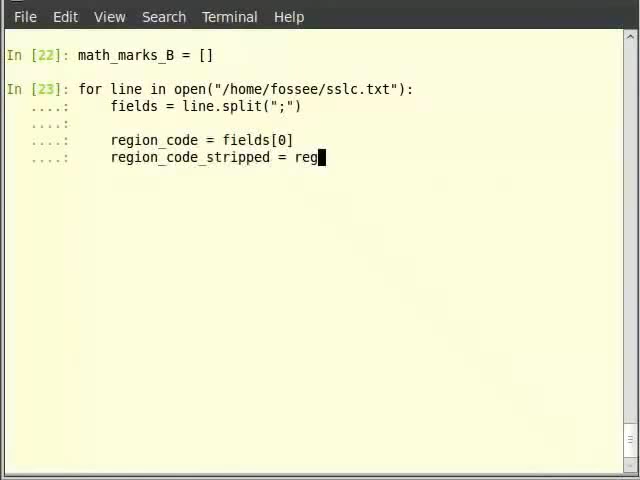 File Edit View Search Terminal Help
In [22]: math_marks_B = []
In [23]: for line in open("/home/fossee/sslc.txt"):
....: fields = line.split(";")
....:
....: region_code = fields[0]
....: region_code_stripped = reg